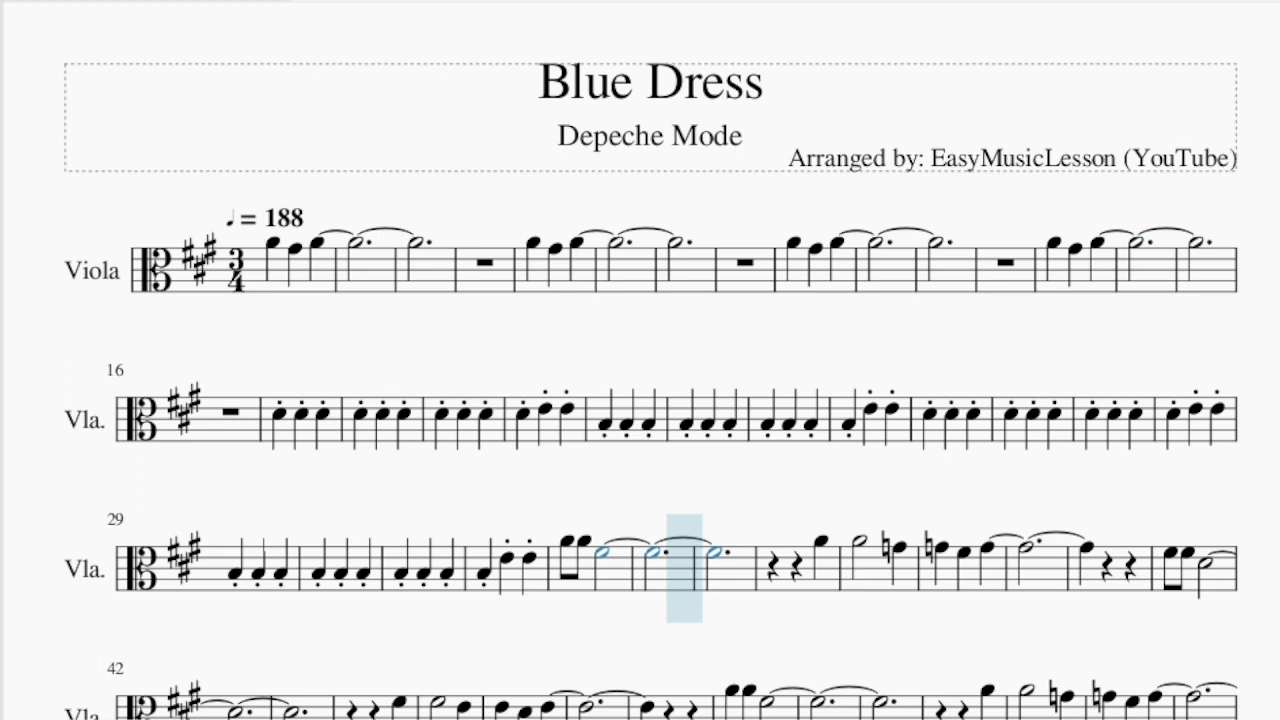 Blue Dress
Depeche Mode
Arranged by: EasyMusicLesson (YouTube)
♩ = 188
Viola
3
4
16
Vla.
29
Vla.
42
Vla.